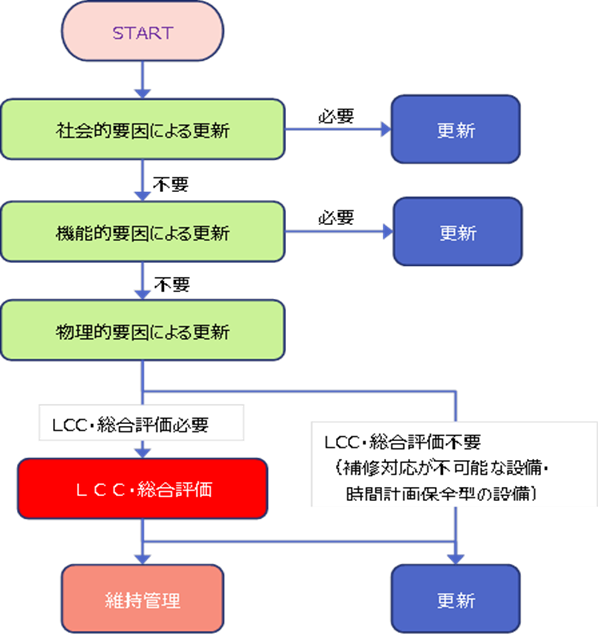 START
社会的要因による更新
必要
更新
不要
機能的要因による更新
必要
更新
不要
物理的要因による更新
LCC・総合評価必要
LCC・総合評価不要
（補修対応が不可能な設備・
時間計画保全型の設備）
ＬＣＣ・総合評価
維持管理
更新